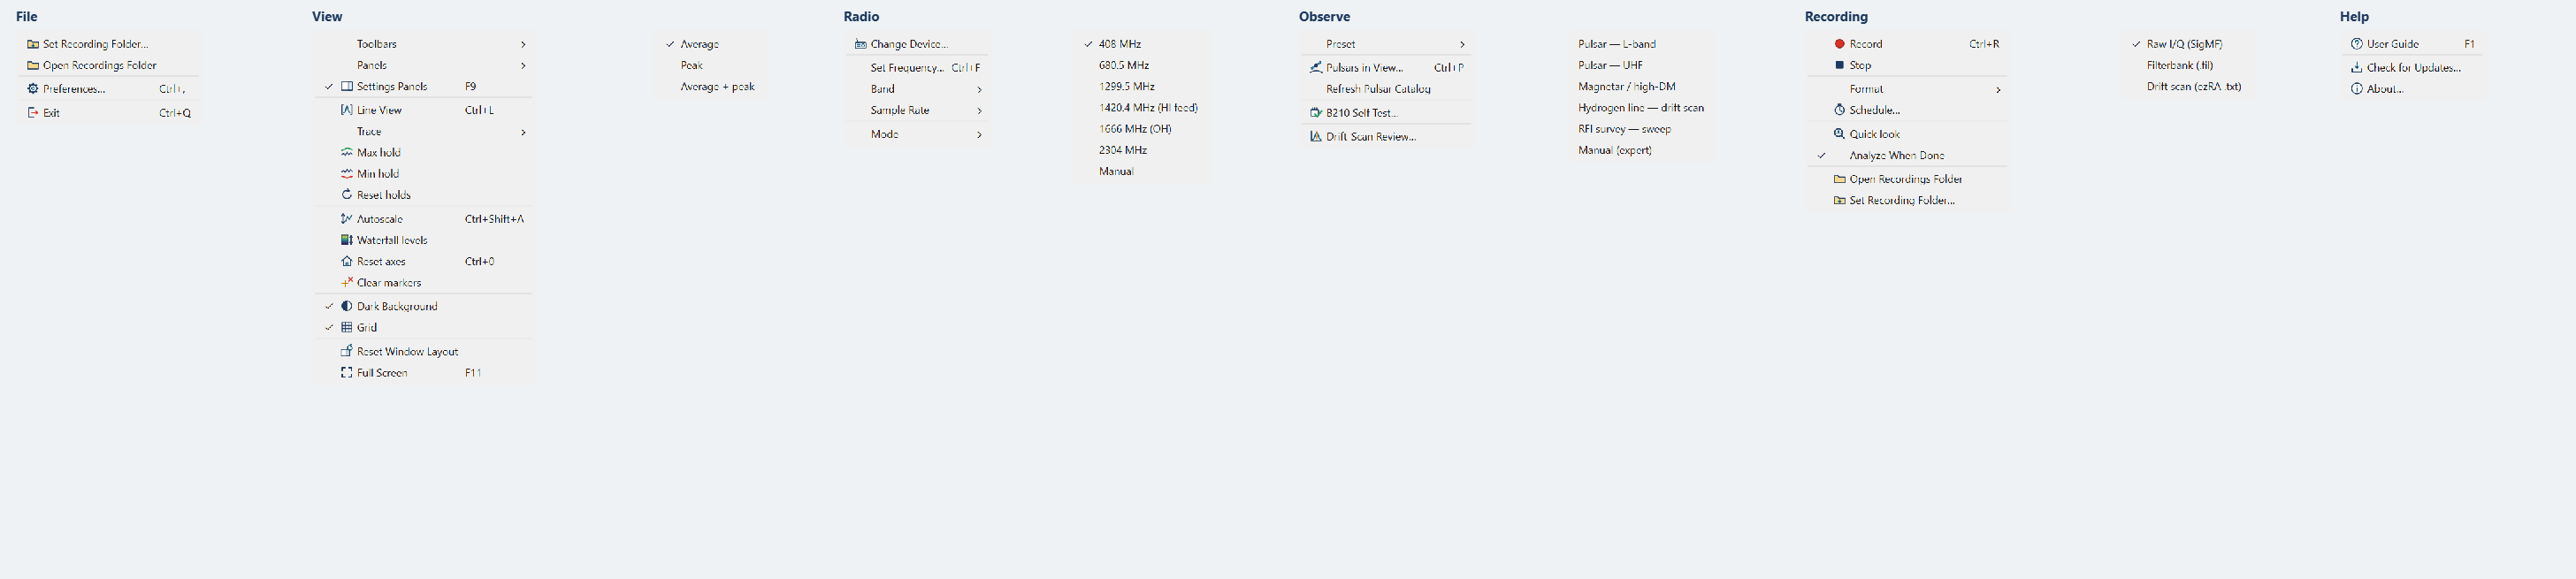 File
Set Recording Folder...
Open Recordings Folder
Preferences... Ctrl+,
Exit Ctrl+Q
View
Toolbars
Panels
Settings Panels F9
Line View Ctrl+L
Trace
Max hold
Min hold
Reset holds
Autoscale Ctrl+Shift+A
Waterfall levels
Reset axes Ctrl+0
Clear markers
Dark Background
Grid
Reset Window Layout
Full Screen F11
Average
Peak
Average + peak
Radio
Change Device...
Set Frequency... Ctrl+F
Band
Sample Rate
Mode
408 MHz
680.5 MHz
1299.5 MHz
1420.4 MHz (HI feed)
1666 MHz (OH)
2304 MHz
Manual
Observe
Preset
Pulsars in View... Ctrl+P
Refresh Pulsar Catalog
B210 Self Test...
Drift-Scan Review...
Pulsar — L-band
Pulsar — UHF
Magnetar / high-DM
Hydrogen line — drift scan
RFI survey — sweep
Manual (expert)
Recording
Record Ctrl+R
Stop
Format
Schedule...
Quick look
Analyze When Done
Open Recordings Folder
Set Recording Folder...
Raw I/Q (SigMF)
Filterbank (.fil)
Drift scan (ezRA .txt)
Help
User Guide F1
Check for Updates...
About...